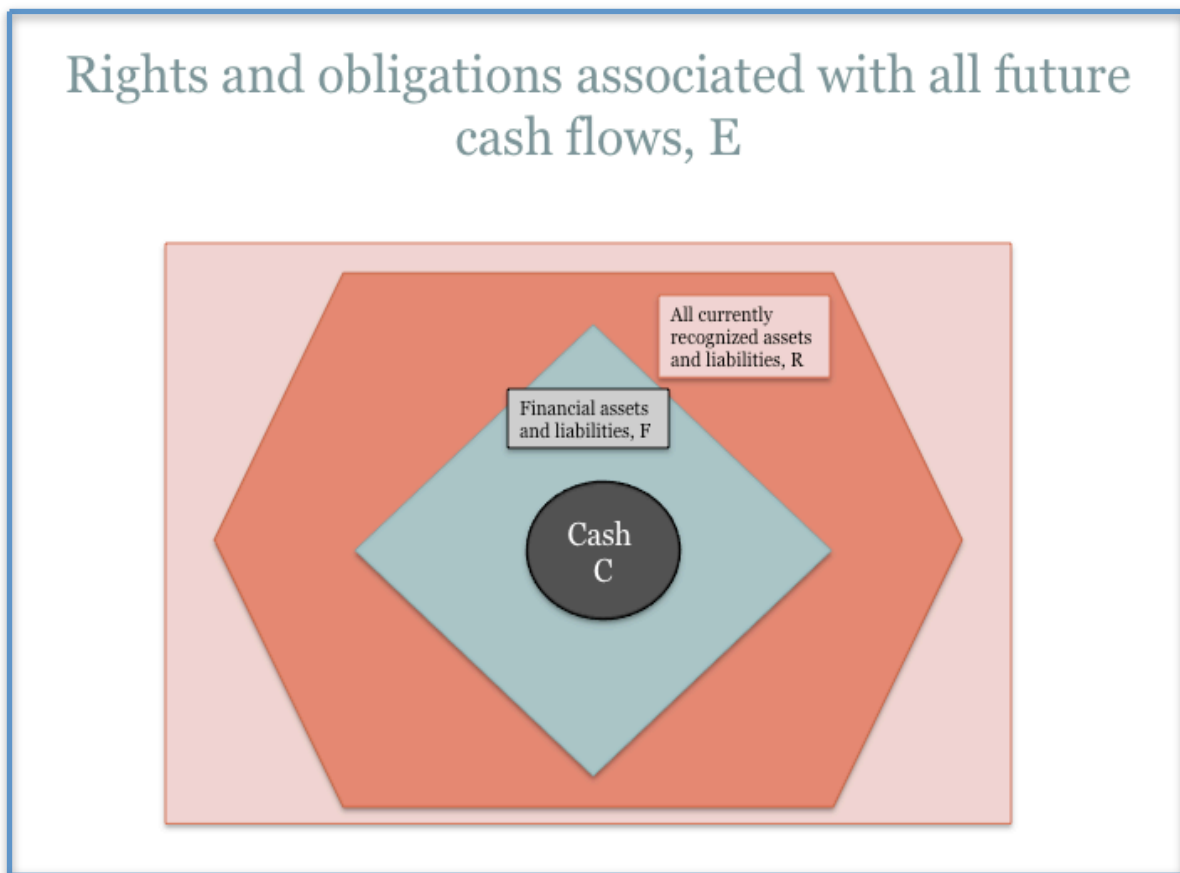 Rights and obligations associated with all future
cash flows, E
All currently
recognized assets
and liabilities, R
Financial assets
and liabilities, F
Cash
C